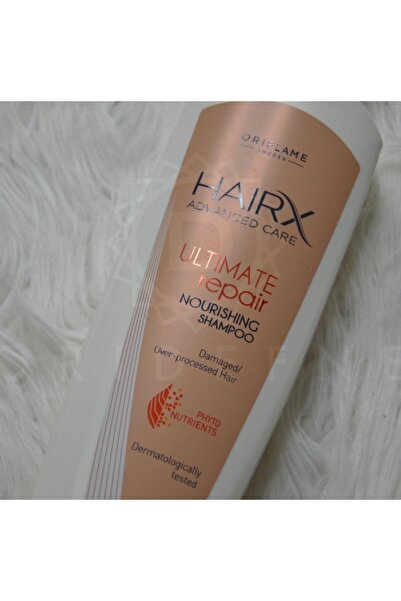 ORIFLAME
SWEDEN
HAIRX
ADVANCED CARE
ULTIMATE
repair
NOURISHING
SHAMPOO
Damaged/
Over-processed Hair
PHYTO
NUTRIENTS
Dermatologically
tested